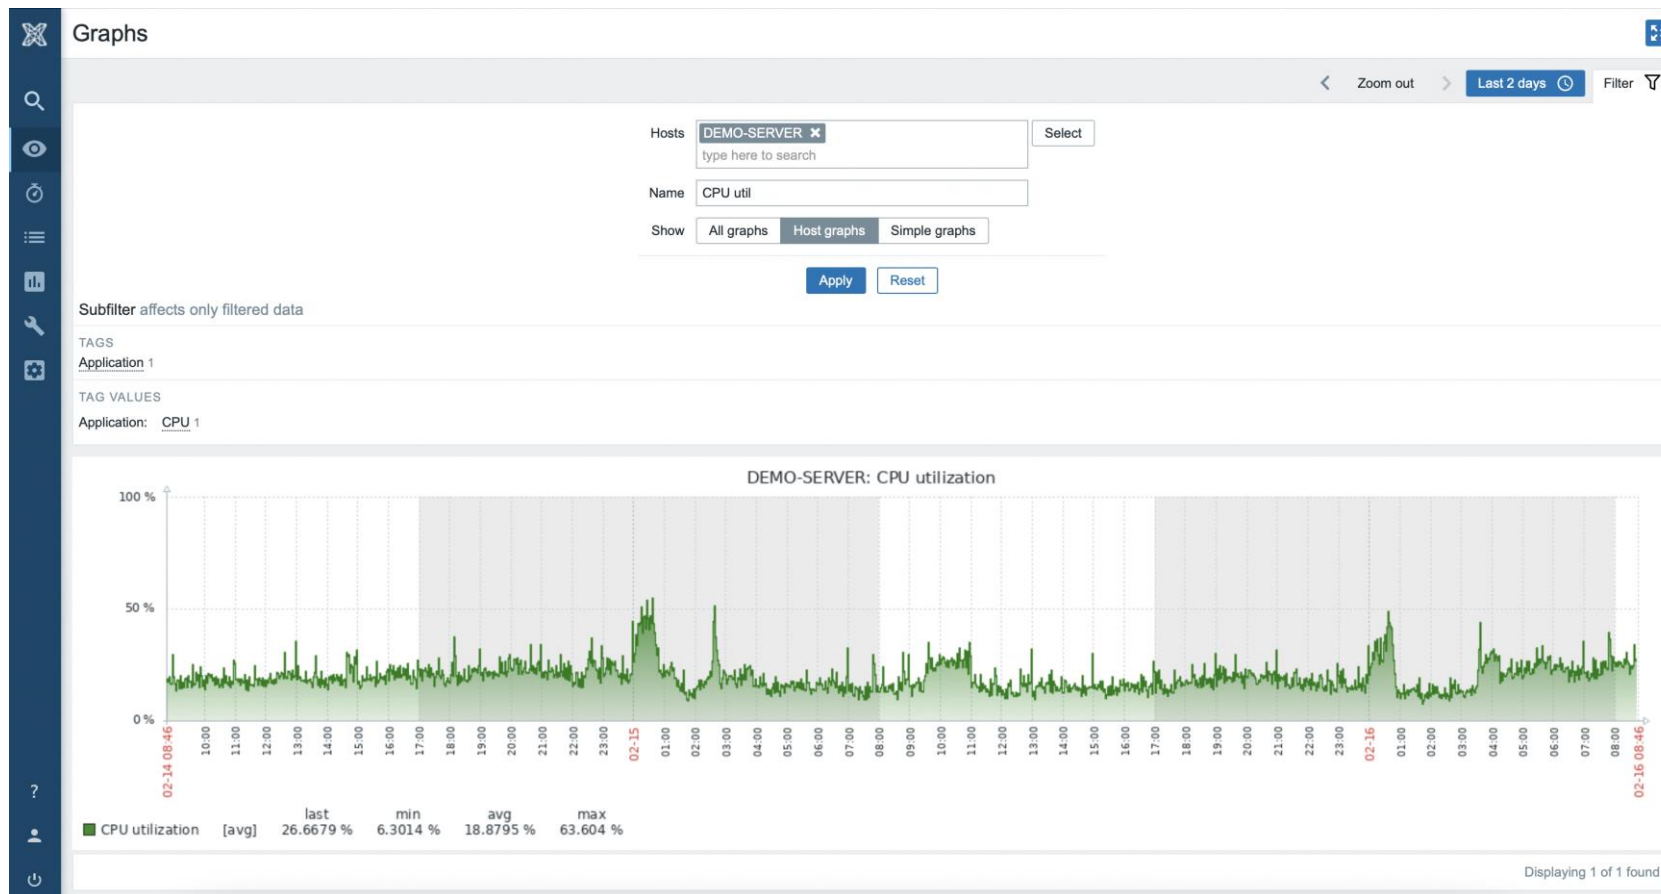 Graphs
Zoom out
Last 2 days
Filter
Hosts
DEMO-SERVER
Select
type here to search
Name
CPU util
Show
All graphs
Host graphs
Simple graphs
Apply
Reset
Subfilter affects only filtered data
TAGS
Application 1
TAG VALUES
Application: CPU 1
DEMO-SERVER: CPU utilization
100 %
50 %
0 %
02-14 08:46
10:00
11:00
12:00
13:00
14:00
15:00
16:00
17:00
18:00
19:00
20:00
21:00
22:00
23:00
02-15
01:00
02:00
03:00
04:00
05:00
06:00
07:00
08:00
09:00
10:00
11:00
12:00
13:00
14:00
15:00
16:00
17:00
18:00
19:00
20:00
21:00
22:00
23:00
02-16
01:00
02:00
03:00
04:00
05:00
06:00
07:00
08:00
02-16 08:46
last min avg max
CPU utilization [avg] 26.6679 % 6.3014 % 18.8795 % 63.604 %
?
Displaying 1 of 1 found